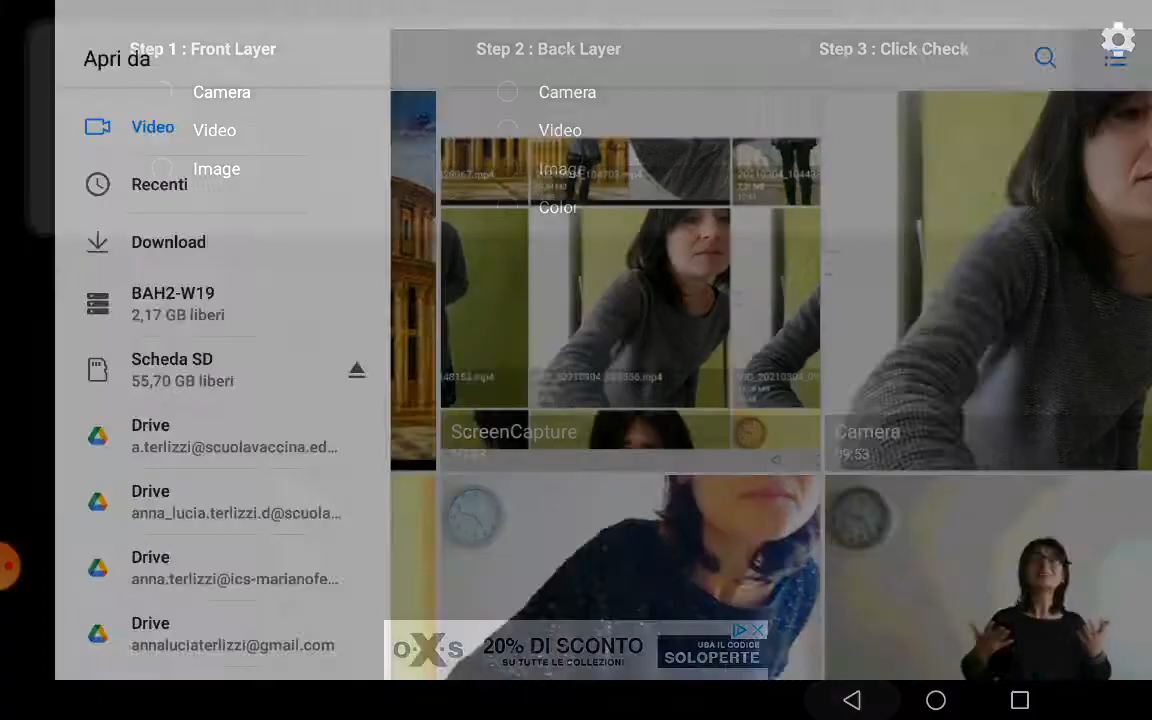 Step 1 : Front Layer
Step 2 : Back Layer
Step 3 : Click Check
Apri da
Camera
Camera
Video
Video
Video
Image
Image
Recenti
Color
Download
BAH2-W19
2,17 GB liberi
Scheda SD
55,70 GB liberi
ScreenCapture
Camera
09:53
Drive
a.terlizzi@scuolavaccina.ed...
Drive
anna_lucia.terlizzi.d@scuola...
Drive
anna.terlizzi@ics-marianofe...
Drive
annaluciaterlizzi@gmail.com
OXS
20% DI SCONTO
SU TUTTE LE COLLEZIONI
USA IL CODICE
SOLOPERTE